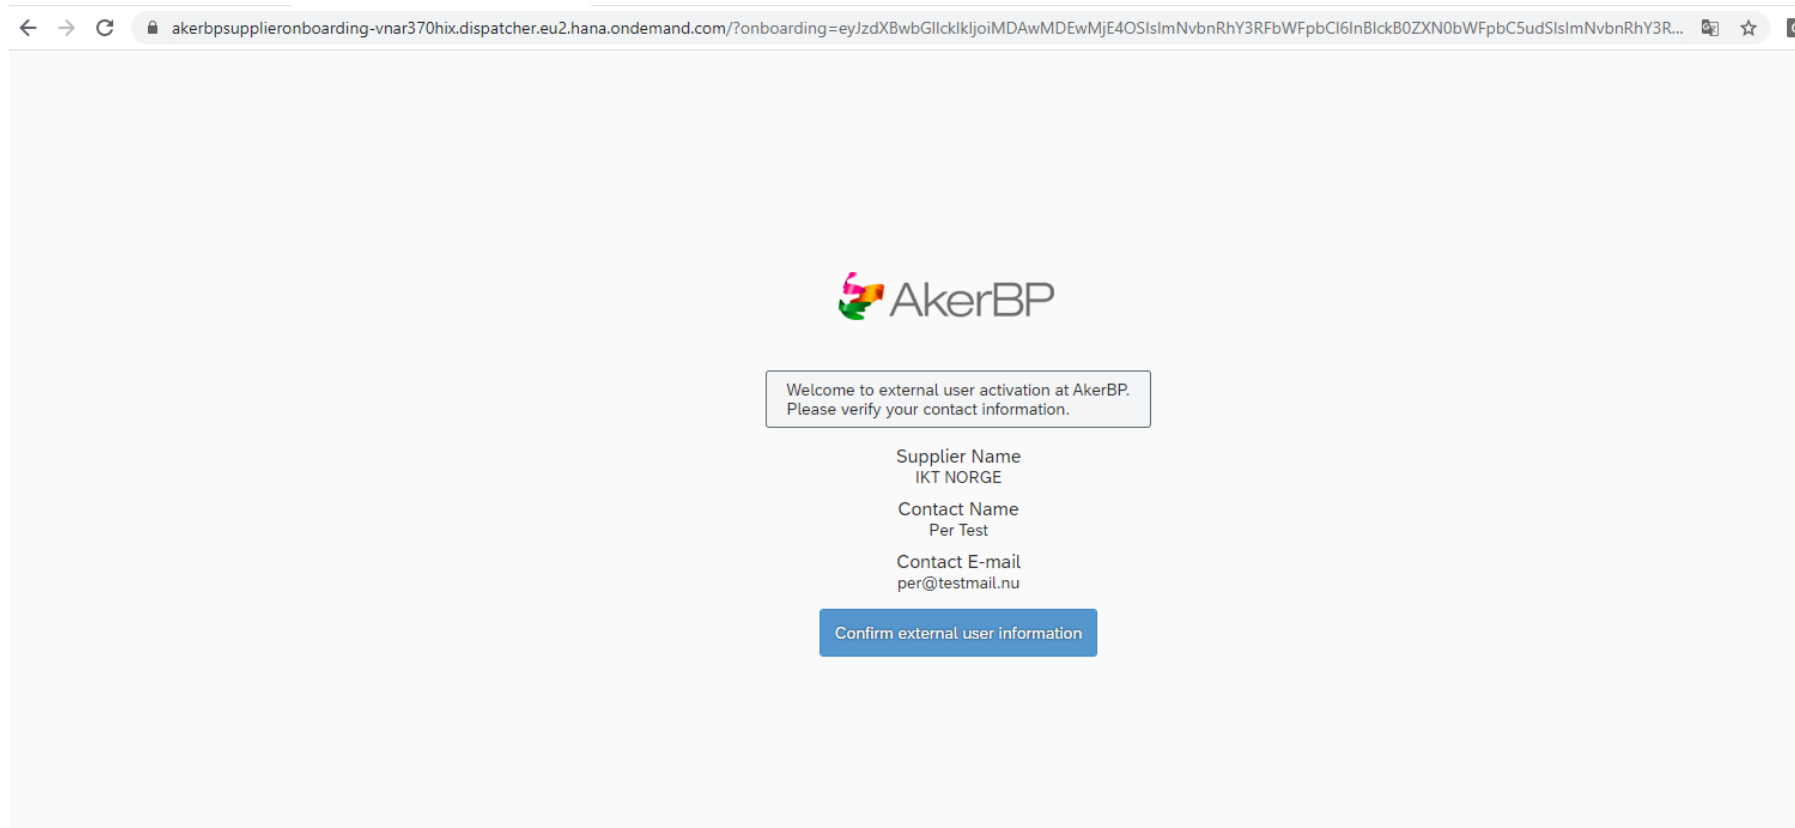 akerbpsupplieronboarding-vnar370hix.dispatcher.eu2.hana.ondemand.com/?onboarding=eyJzdXBwbGllcklkIjoiMDAwMDEwMjE4OSIsImNvbnRhY3RFbWFpbCI6InBlckB0ZXN0bWFpbC5udSIsImNvbnRhY3R...
AkerBP
Welcome to external user activation at AkerBP.
Please verify your contact information.
Supplier Name
IKT NORGE
Contact Name
Per Test
Contact E-mail
per@testmail.nu
Confirm external user information